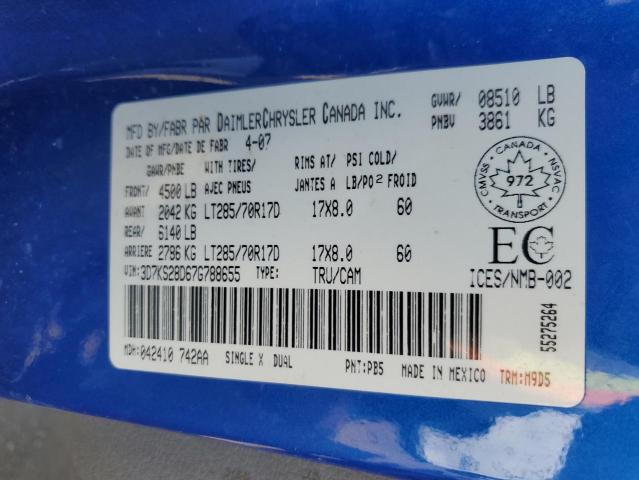 MFD BY/FABR PAR DAIMLERCHRYSLER CANADA INC.
GVWR/ 08510 LB
PNBV 3861 KG
DATE OF MFG/DATE DE FABR 4-07
GAWR/PNBE WITH TIRES/ RIMS AT/ PSI COLD/
FRONT/ 4500 LB AVEC PNEUS JANTES A LB/PO2 FROID
AVANT 2042 KG LT285/70R17D 17X8.0 60
REAR/ 6140 LB
ARRIERE 2786 KG LT285/70R17D 17X8.0 60
VIN: 3D7KS28D67G788655 TYPE: TRU/CAM
CANADA
CMVSS NSVAC
972
TRANSPORT
EC
ICES/NMB-002
55275264
MDH: 042410 742AA SINGLE X DUAL PNT: PB5 MADE IN MEXICO TRM: M9D5